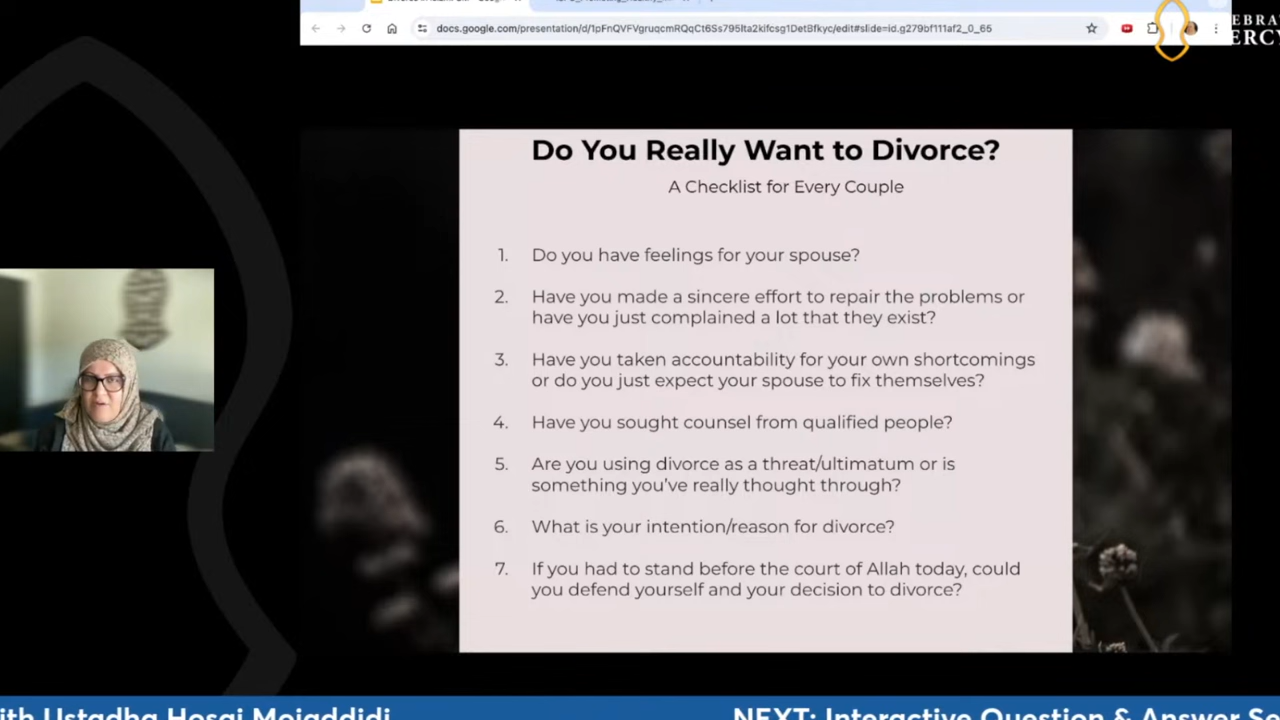 docs.google.com/presentation/d/1pFnQVFVgruqcmRQqCt6Ss795lta2kifcsg1DetBfkyc/edit#slide=id.g279bf111af2_0_65
EBRA
ERCY
Do You Really Want to Divorce?
A Checklist for Every Couple
1. Do you have feelings for your spouse?
2. Have you made a sincere effort to repair the problems or
have you just complained a lot that they exist?
3. Have you taken accountability for your own shortcomings
or do you just expect your spouse to fix themselves?
4. Have you sought counsel from qualified people?
5. Are you using divorce as a threat/ultimatum or is
something you've really thought through?
6. What is your intention/reason for divorce?
7. If you had to stand before the court of Allah today, could
you defend yourself and your decision to divorce?
ith Ustadha Hosai Mojaddidi
NEXT: Interactive Question & Answer Se